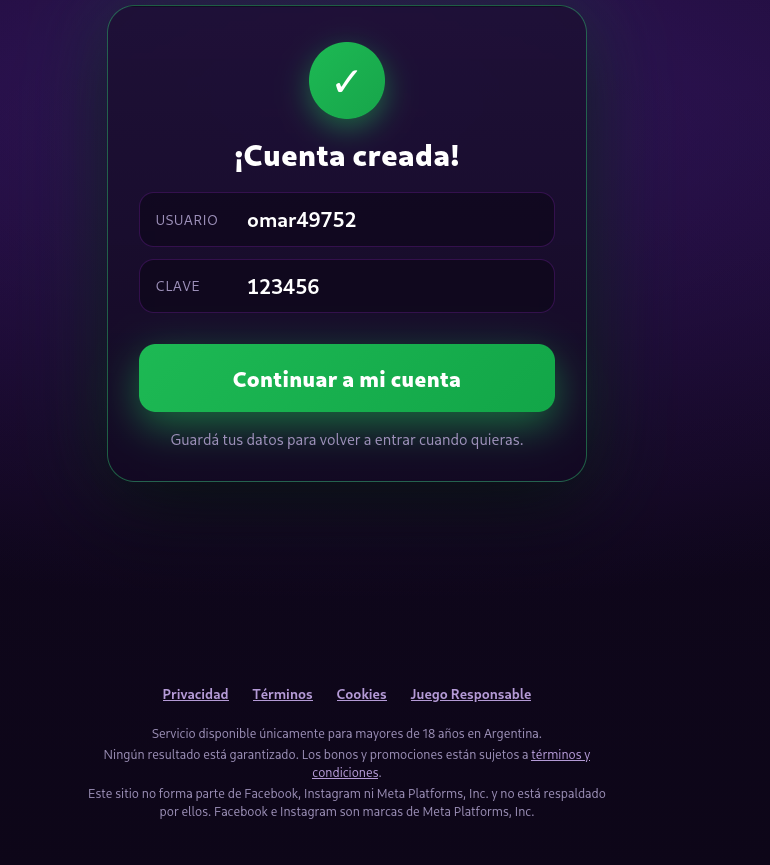 ✓
¡Cuenta creada!
USUARIO omar49752
CLAVE 123456
Continuar a mi cuenta
Guardá tus datos para volver a entrar cuando quieras.
Privacidad Términos Cookies Juego Responsable
Servicio disponible únicamente para mayores de 18 años en Argentina.
Ningún resultado está garantizado. Los bonos y promociones están sujetos a términos y
condiciones.
Este sitio no forma parte de Facebook, Instagram ni Meta Platforms, Inc. y no está respaldado
por ellos. Facebook e Instagram son marcas de Meta Platforms, Inc.